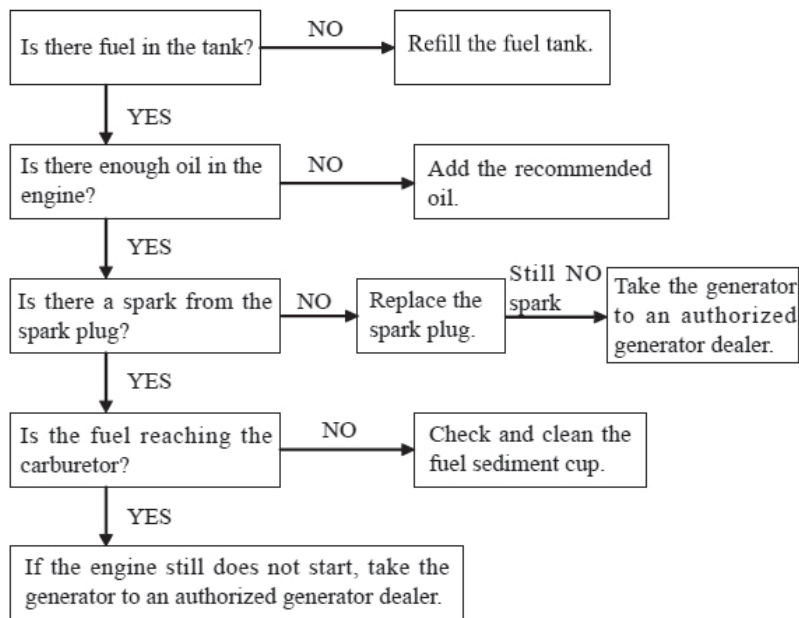 Is there fuel in the tank?
NO
Refill the fuel tank.
YES
Is there enough oil in the
engine?
NO
Add the recommended
oil.
YES
Is there a spark from the
spark plug?
NO
Replace the
spark plug.
Still NO
spark
Take the generator
to an authorized
generator dealer.
YES
Is the fuel reaching the
carburetor?
NO
Check and clean the
fuel sediment cup.
YES
If the engine still does not start, take the
generator to an authorized generator dealer.